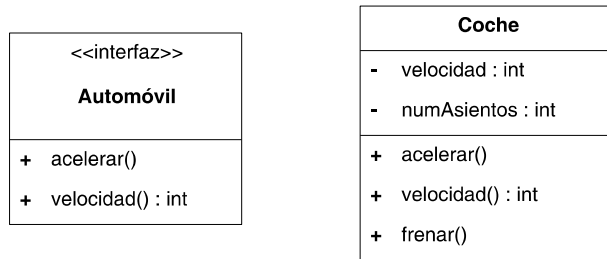 <<interfaz>>
Automóvil
+ acelerar()
+ velocidad() : int
Coche
- velocidad : int
- numAsientos : int
+ acelerar()
+ velocidad() : int
+ frenar()